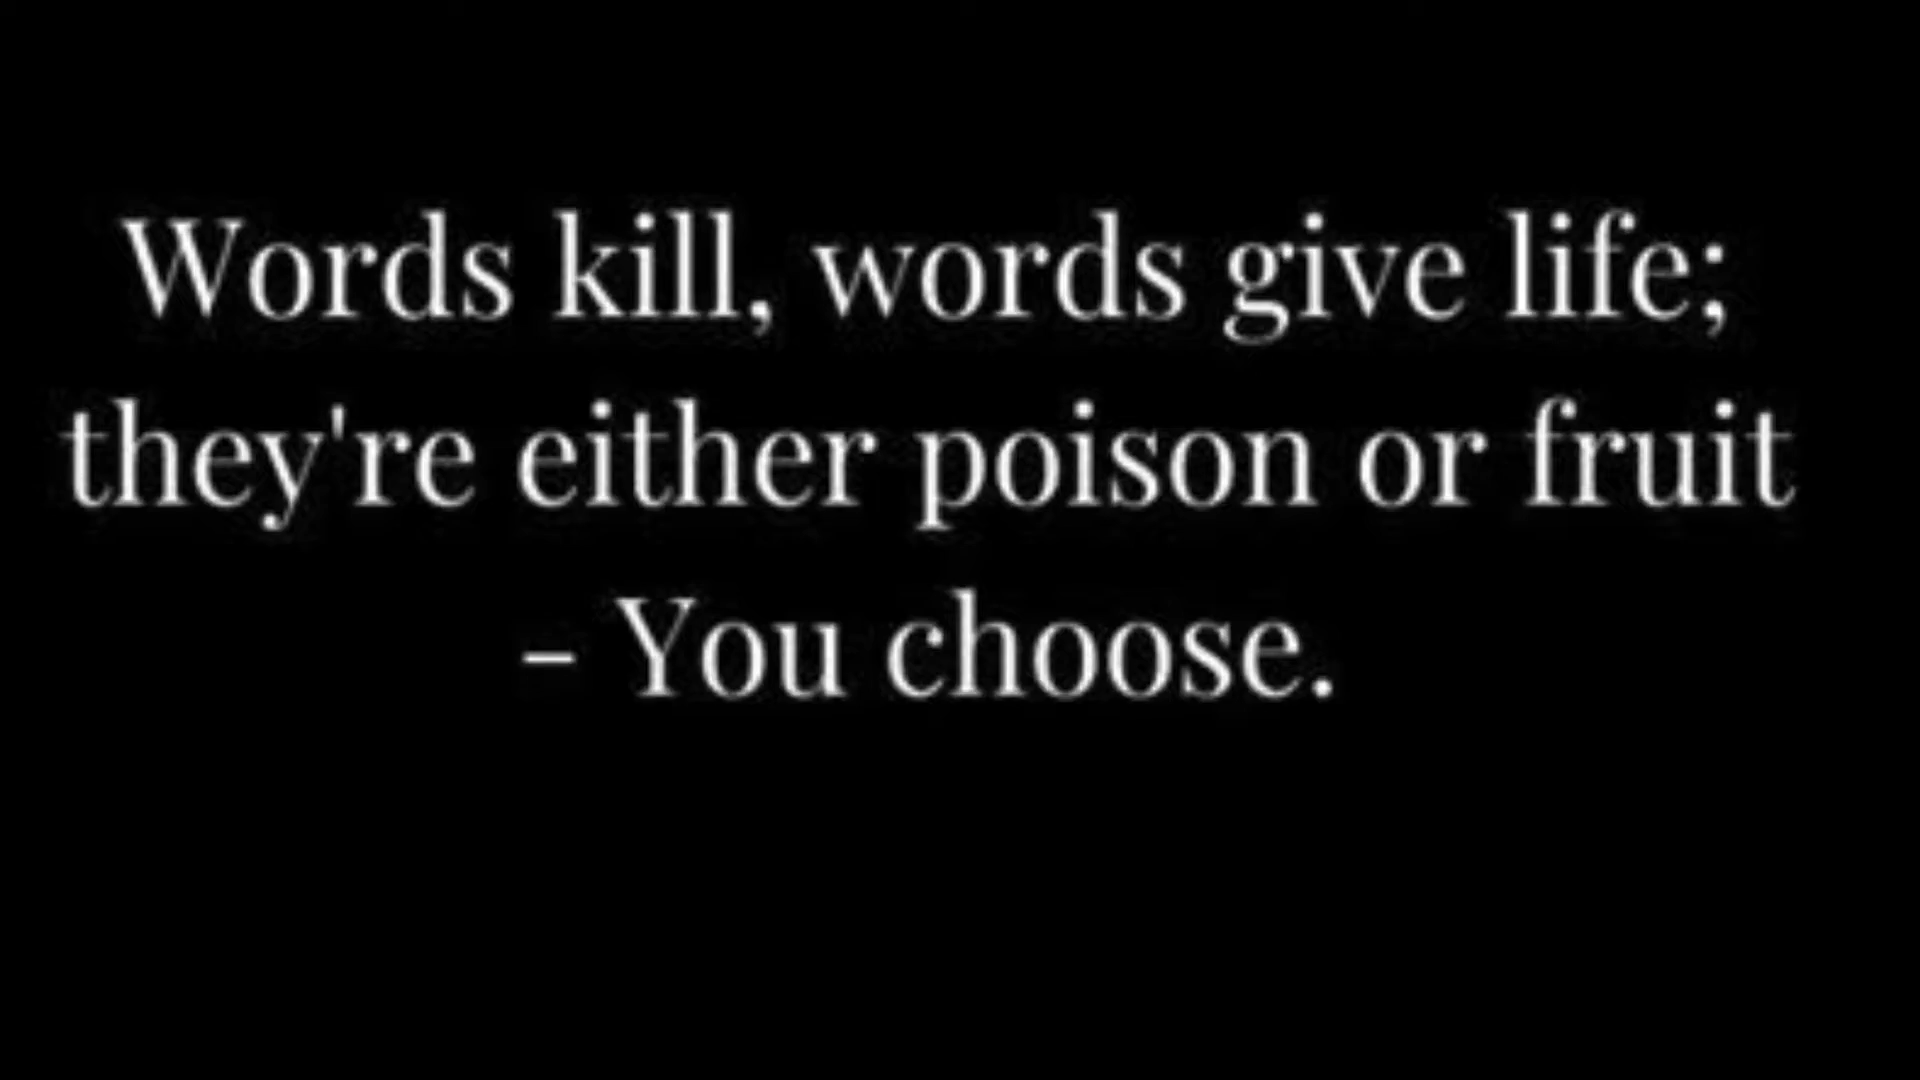 Words kill, words give life;
they're either poison or fruit
- You choose.